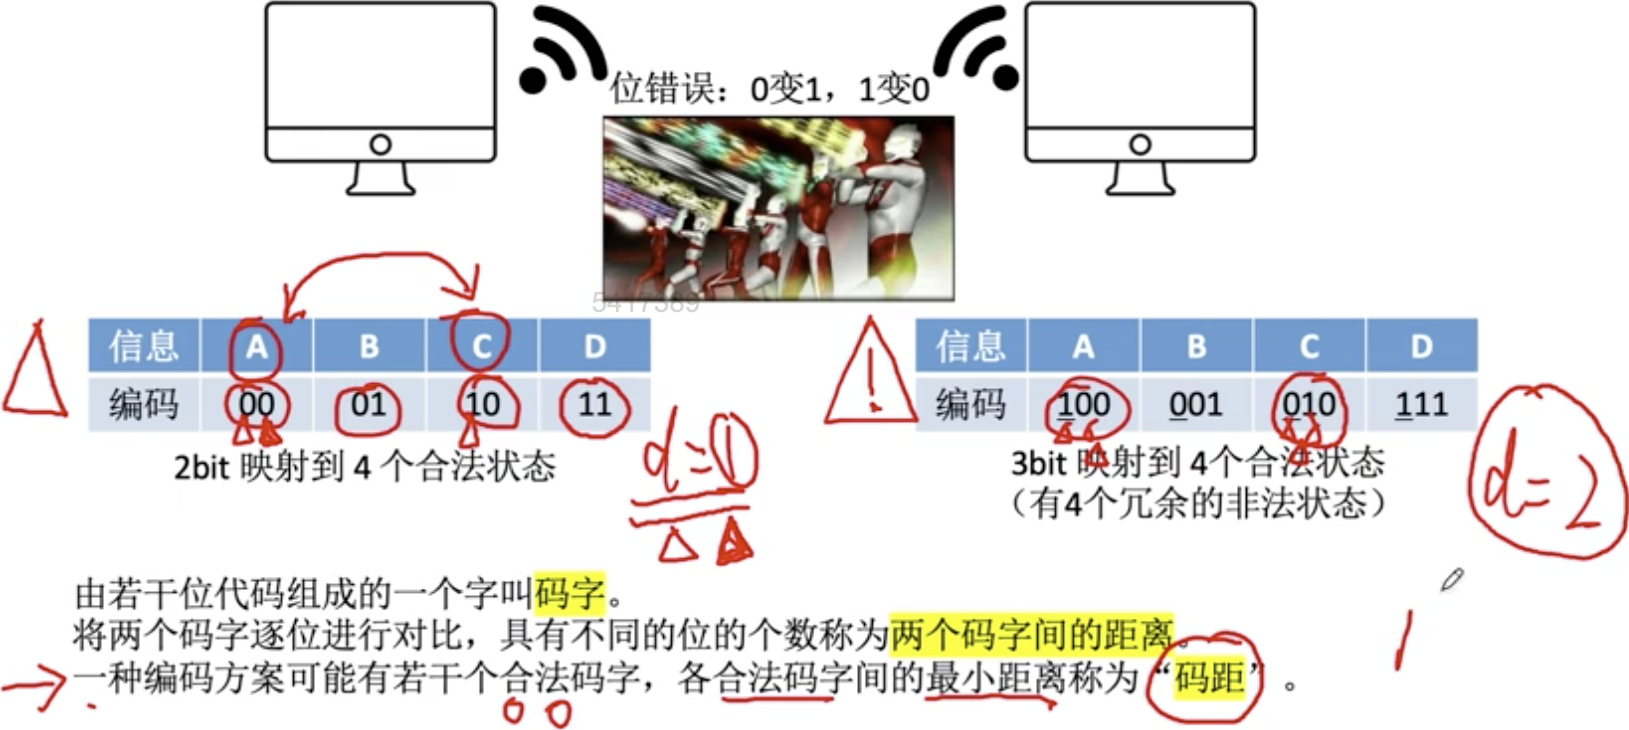 位错误：0变1，1变0
5417389
信息 A B C D
编码 00 01 10 11
2bit 映射到 4 个合法状态
d=1
信息 A B C D
编码 100 001 010 111
3bit 映射到 4个合法状态
（有4个冗余的非法状态）
d=2
由若干位代码组成的一个字叫码字。
将两个码字逐位进行对比，具有不同的位的个数称为两个码字间的距离。
一种编码方案可能有若干个合法码字，各合法码字间的最小距离称为“码距”。